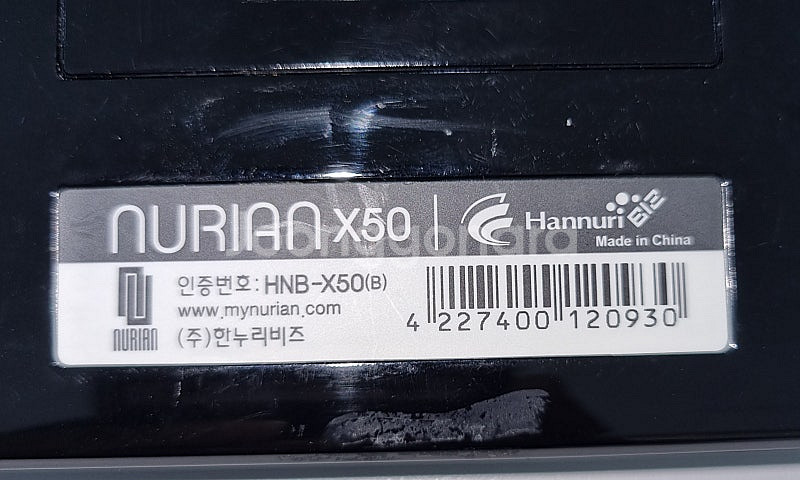 NURIAN X50 | Hannuri 비즈
Made in China
NURIAN
인증번호: HNB-X50(B)
www.mynurian.com
(주)한누리비즈
4 227400 120930
Joonggonara